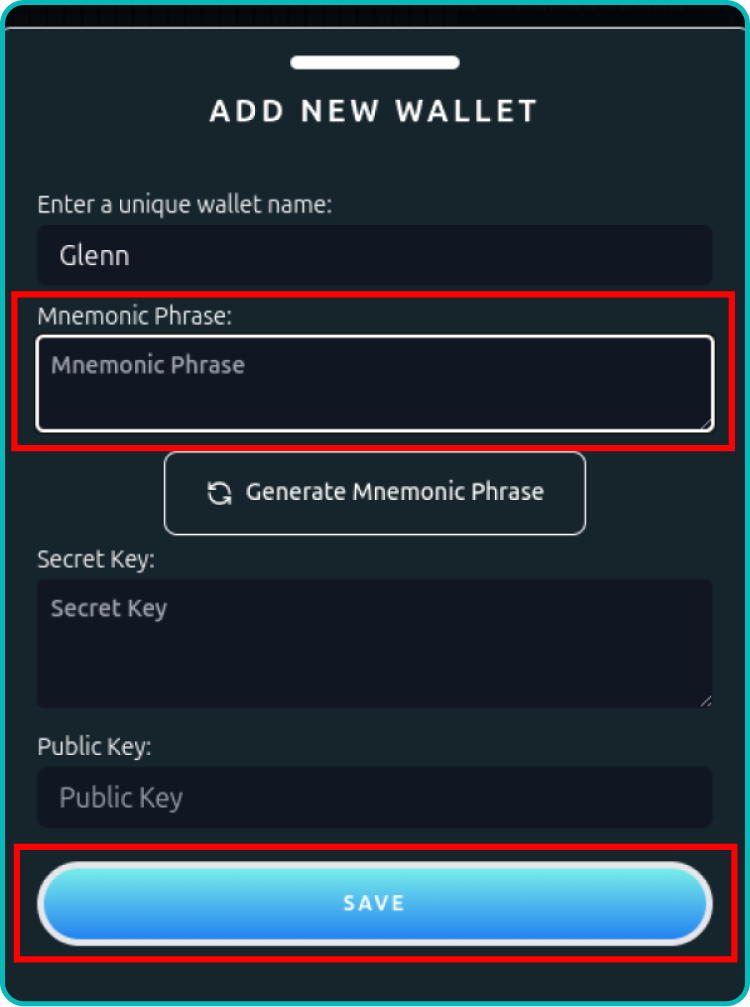 ADD NEW WALLET
Enter a unique wallet name:
Glenn
Mnemonic Phrase:
Mnemonic Phrase
Generate Mnemonic Phrase
Secret Key:
Secret Key
Public Key:
Public Key
SAVE